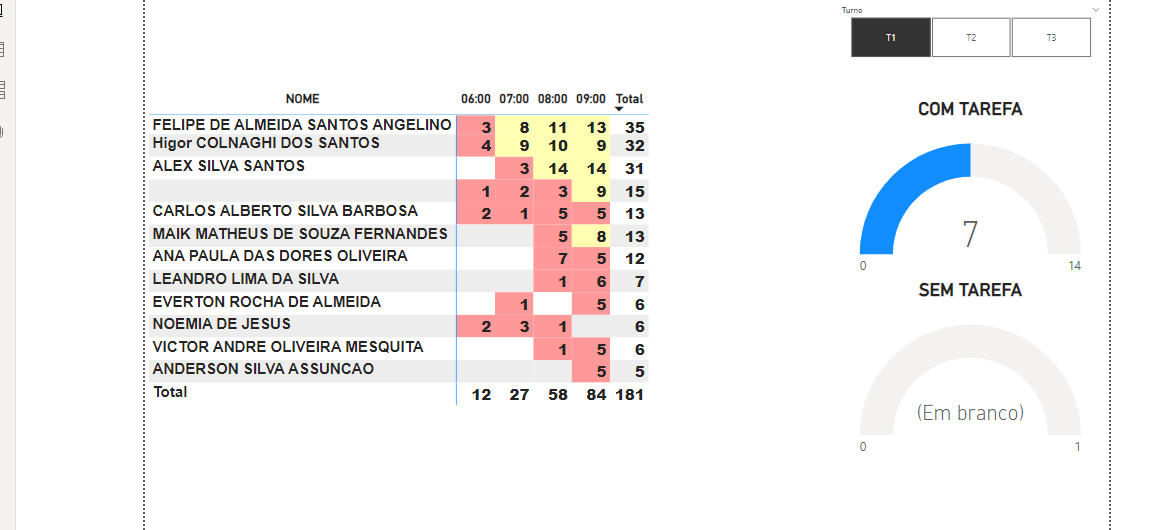 Turno
T1 T2 T3
NOME 06:00 07:00 08:00 09:00 Total
FELIPE DE ALMEIDA SANTOS ANGELINO 3 8 11 13 35
Higor COLNAGHI DOS SANTOS 4 9 10 9 32
ALEX SILVA SANTOS 3 14 14 31
1 2 3 9 15
CARLOS ALBERTO SILVA BARBOSA 2 1 5 5 13
MAIK MATHEUS DE SOUZA FERNANDES 5 8 13
ANA PAULA DAS DORES OLIVEIRA 7 5 12
LEANDRO LIMA DA SILVA 1 6 7
EVERTON ROCHA DE ALMEIDA 1 5 6
NOEMIA DE JESUS 2 3 1 6
VICTOR ANDRE OLIVEIRA MESQUITA 1 5 6
ANDERSON SILVA ASSUNCAO 5 5
Total 12 27 58 84 181
COM TAREFA
7
0 14
SEM TAREFA
(Em branco)
0 1